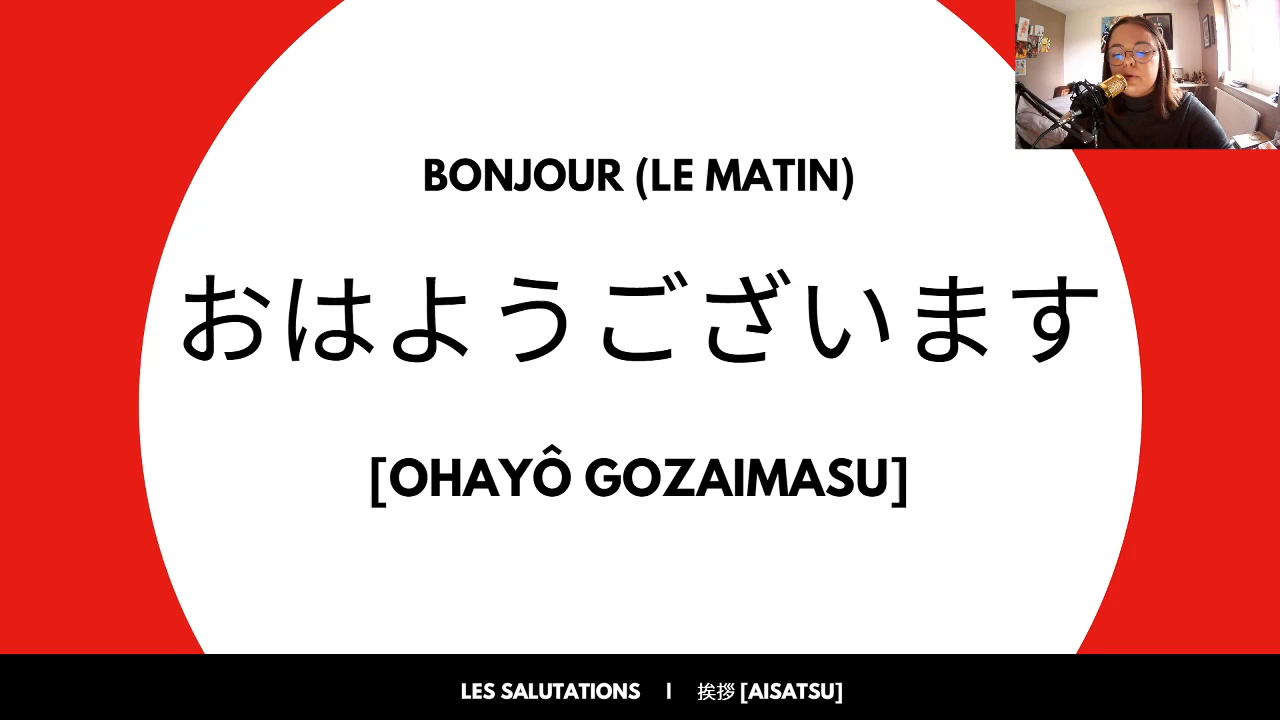 BONJOUR (LE MATIN)
おはようございます
[OHAYÔ GOZAIMASU]
LES SALUTATIONS | 挨拶 [AISATSU]